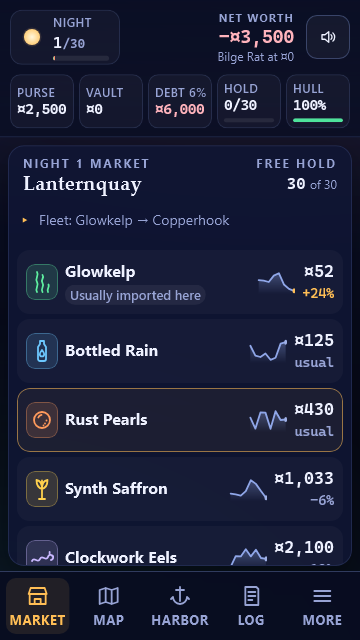 NIGHT
1/30
NET WORTH
−¤3,500
Bilge Rat at ¤0
PURSE
¤2,500
VAULT
¤0
DEBT 6%
¤6,000
HOLD
0/30
HULL
100%
NIGHT 1 MARKET
Lanternquay
FREE HOLD
30 of 30
Fleet: Glowkelp → Copperhook
Glowkelp
Usually imported here
¤52
+24%
Bottled Rain
¤125
usual
Rust Pearls
¤430
usual
Synth Saffron
¤1,033
−6%
Clockwork Eels
¤2,100
MARKET
MAP
HARBOR
LOG
MORE